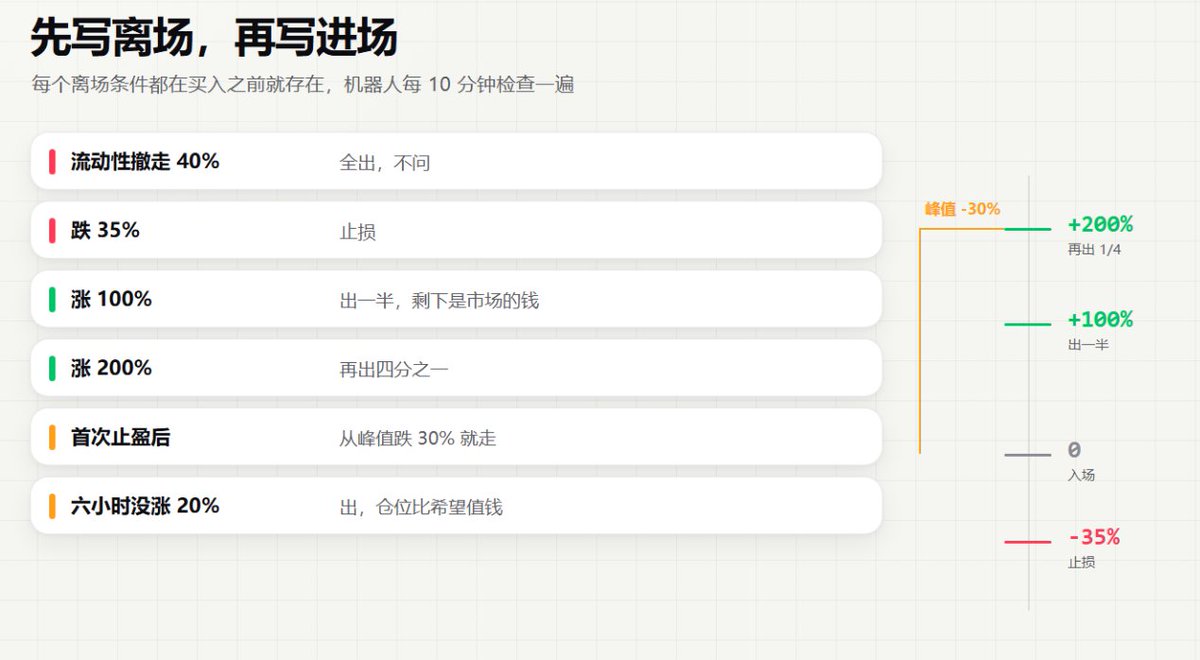 先写离场，再写进场
每个离场条件都在买入之前就存在，机器人每 10 分钟检查一遍
流动性撤走 40%
全出，不问
跌 35%
止损
涨 100%
出一半，剩下是市场的钱
涨 200%
再出四分之一
首次止盈后
从峰值跌 30% 就走
六小时没涨 20%
出，仓位比希望值钱
峰值 -30%
+200%
再出 1/4
+100%
出一半
0
入场
-35%
止损